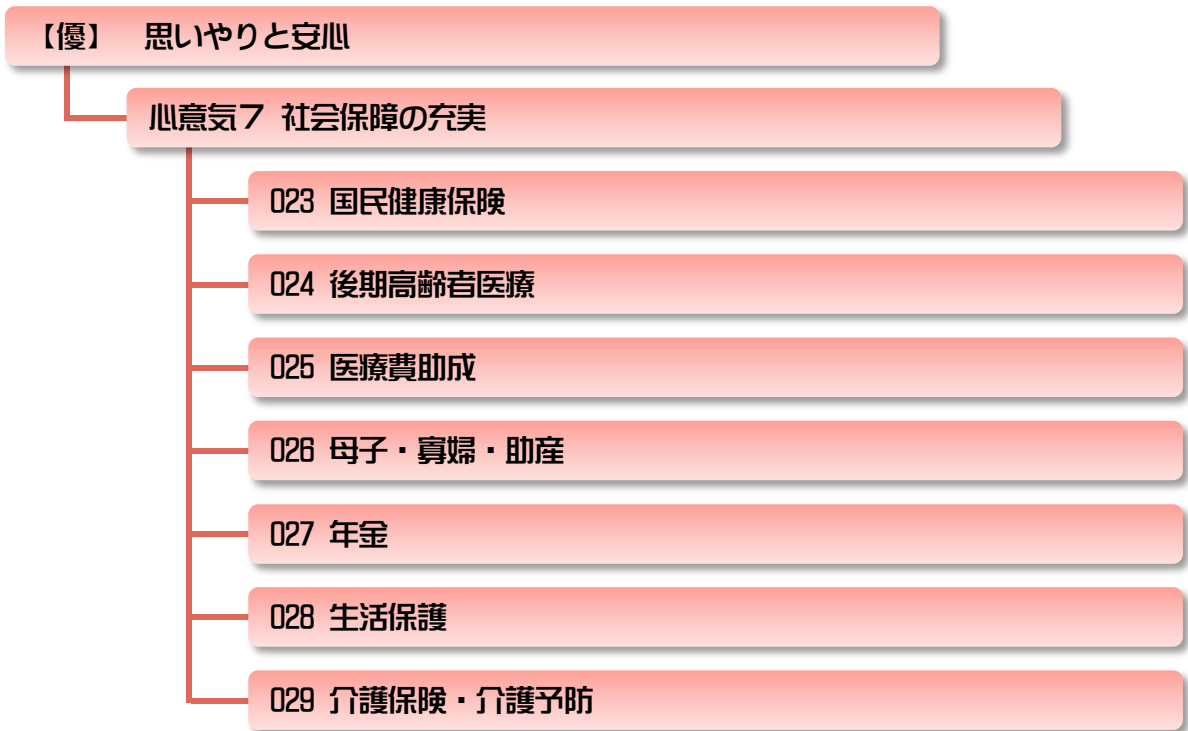 【優】　思いやりと安心
心意気7 社会保障の充実
023 国民健康保険
024 後期高齢者医療
025 医療費助成
026 母子・寡婦・助産
027 年金
028 生活保護
029 介護保険・介護予防